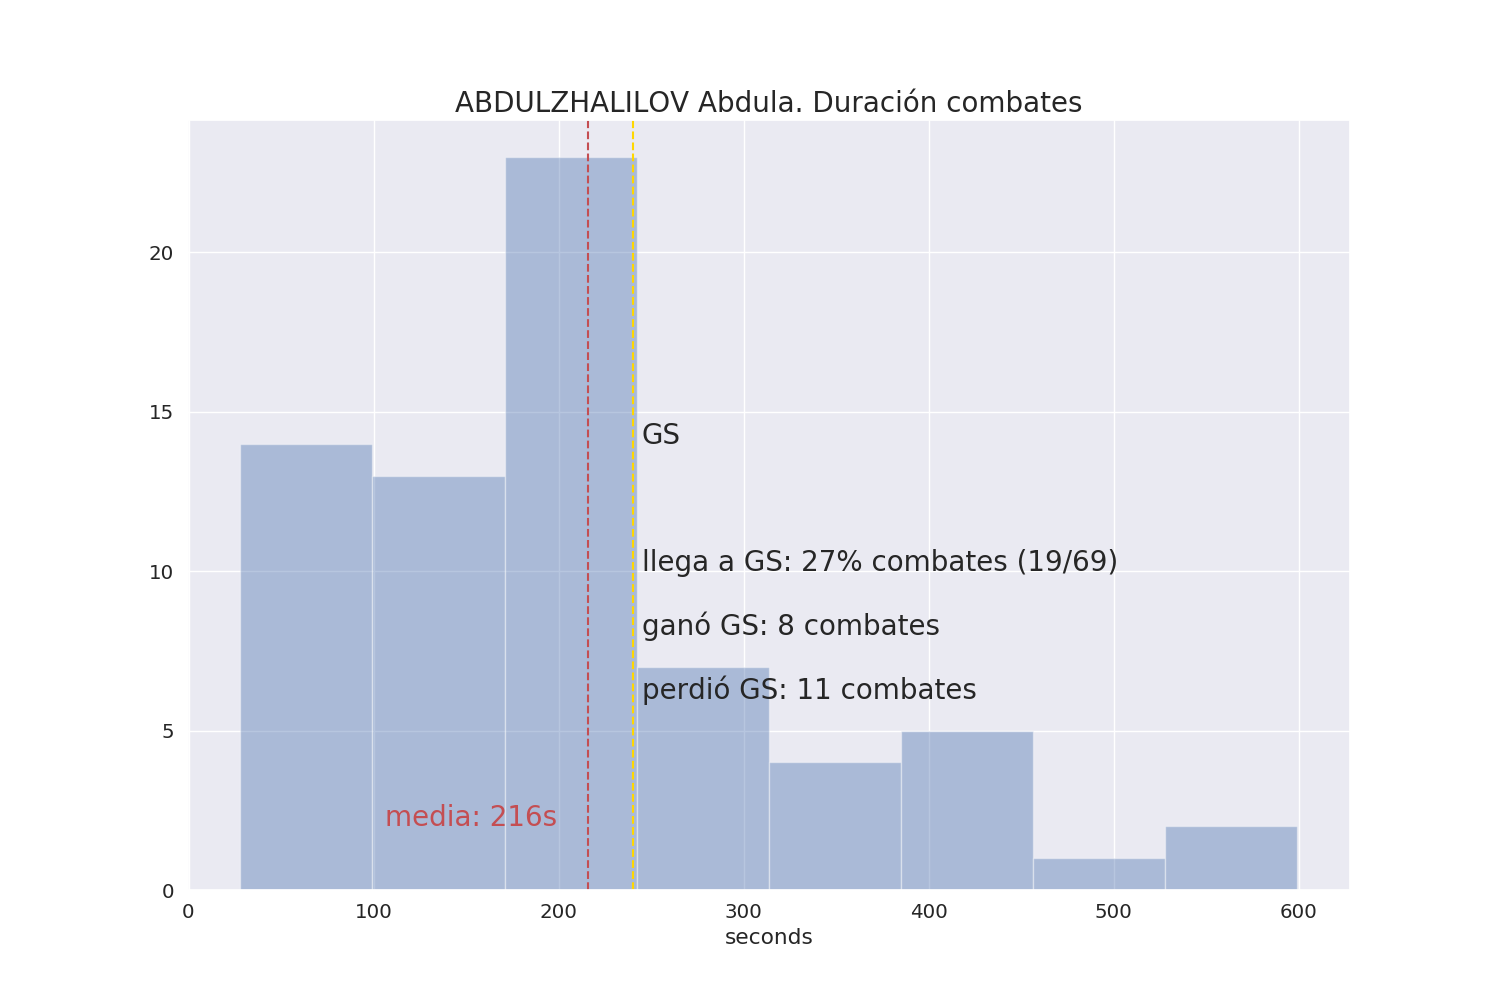 ABDULZHALILOV Abdula. Duración combates
20
15
GS
10
llega a GS: 27% combates (19/69)
ganó GS: 8 combates
perdió GS: 11 combates
5
media: 216s
0
0 100 200 300 400 500 600
seconds